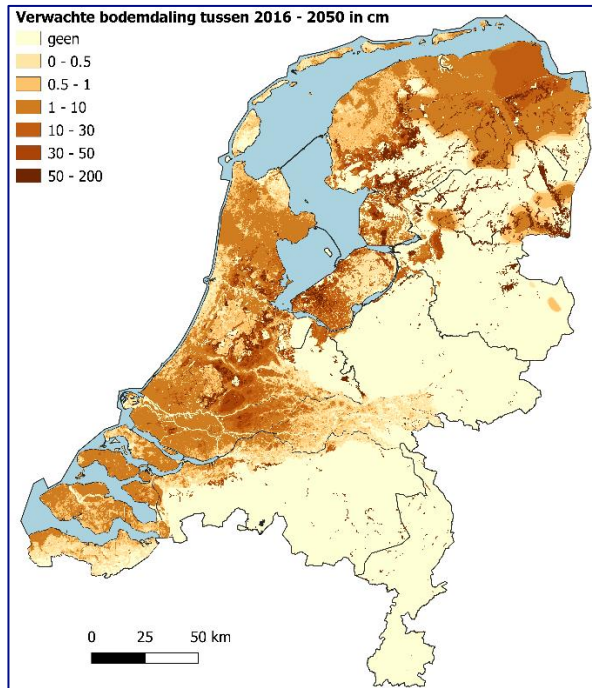 Verwachte bodemdaling tussen 2016 - 2050 in cm
geen
0 - 0.5
0.5 - 1
1 - 10
10 - 30
30 - 50
50 - 200
0 25 50 km